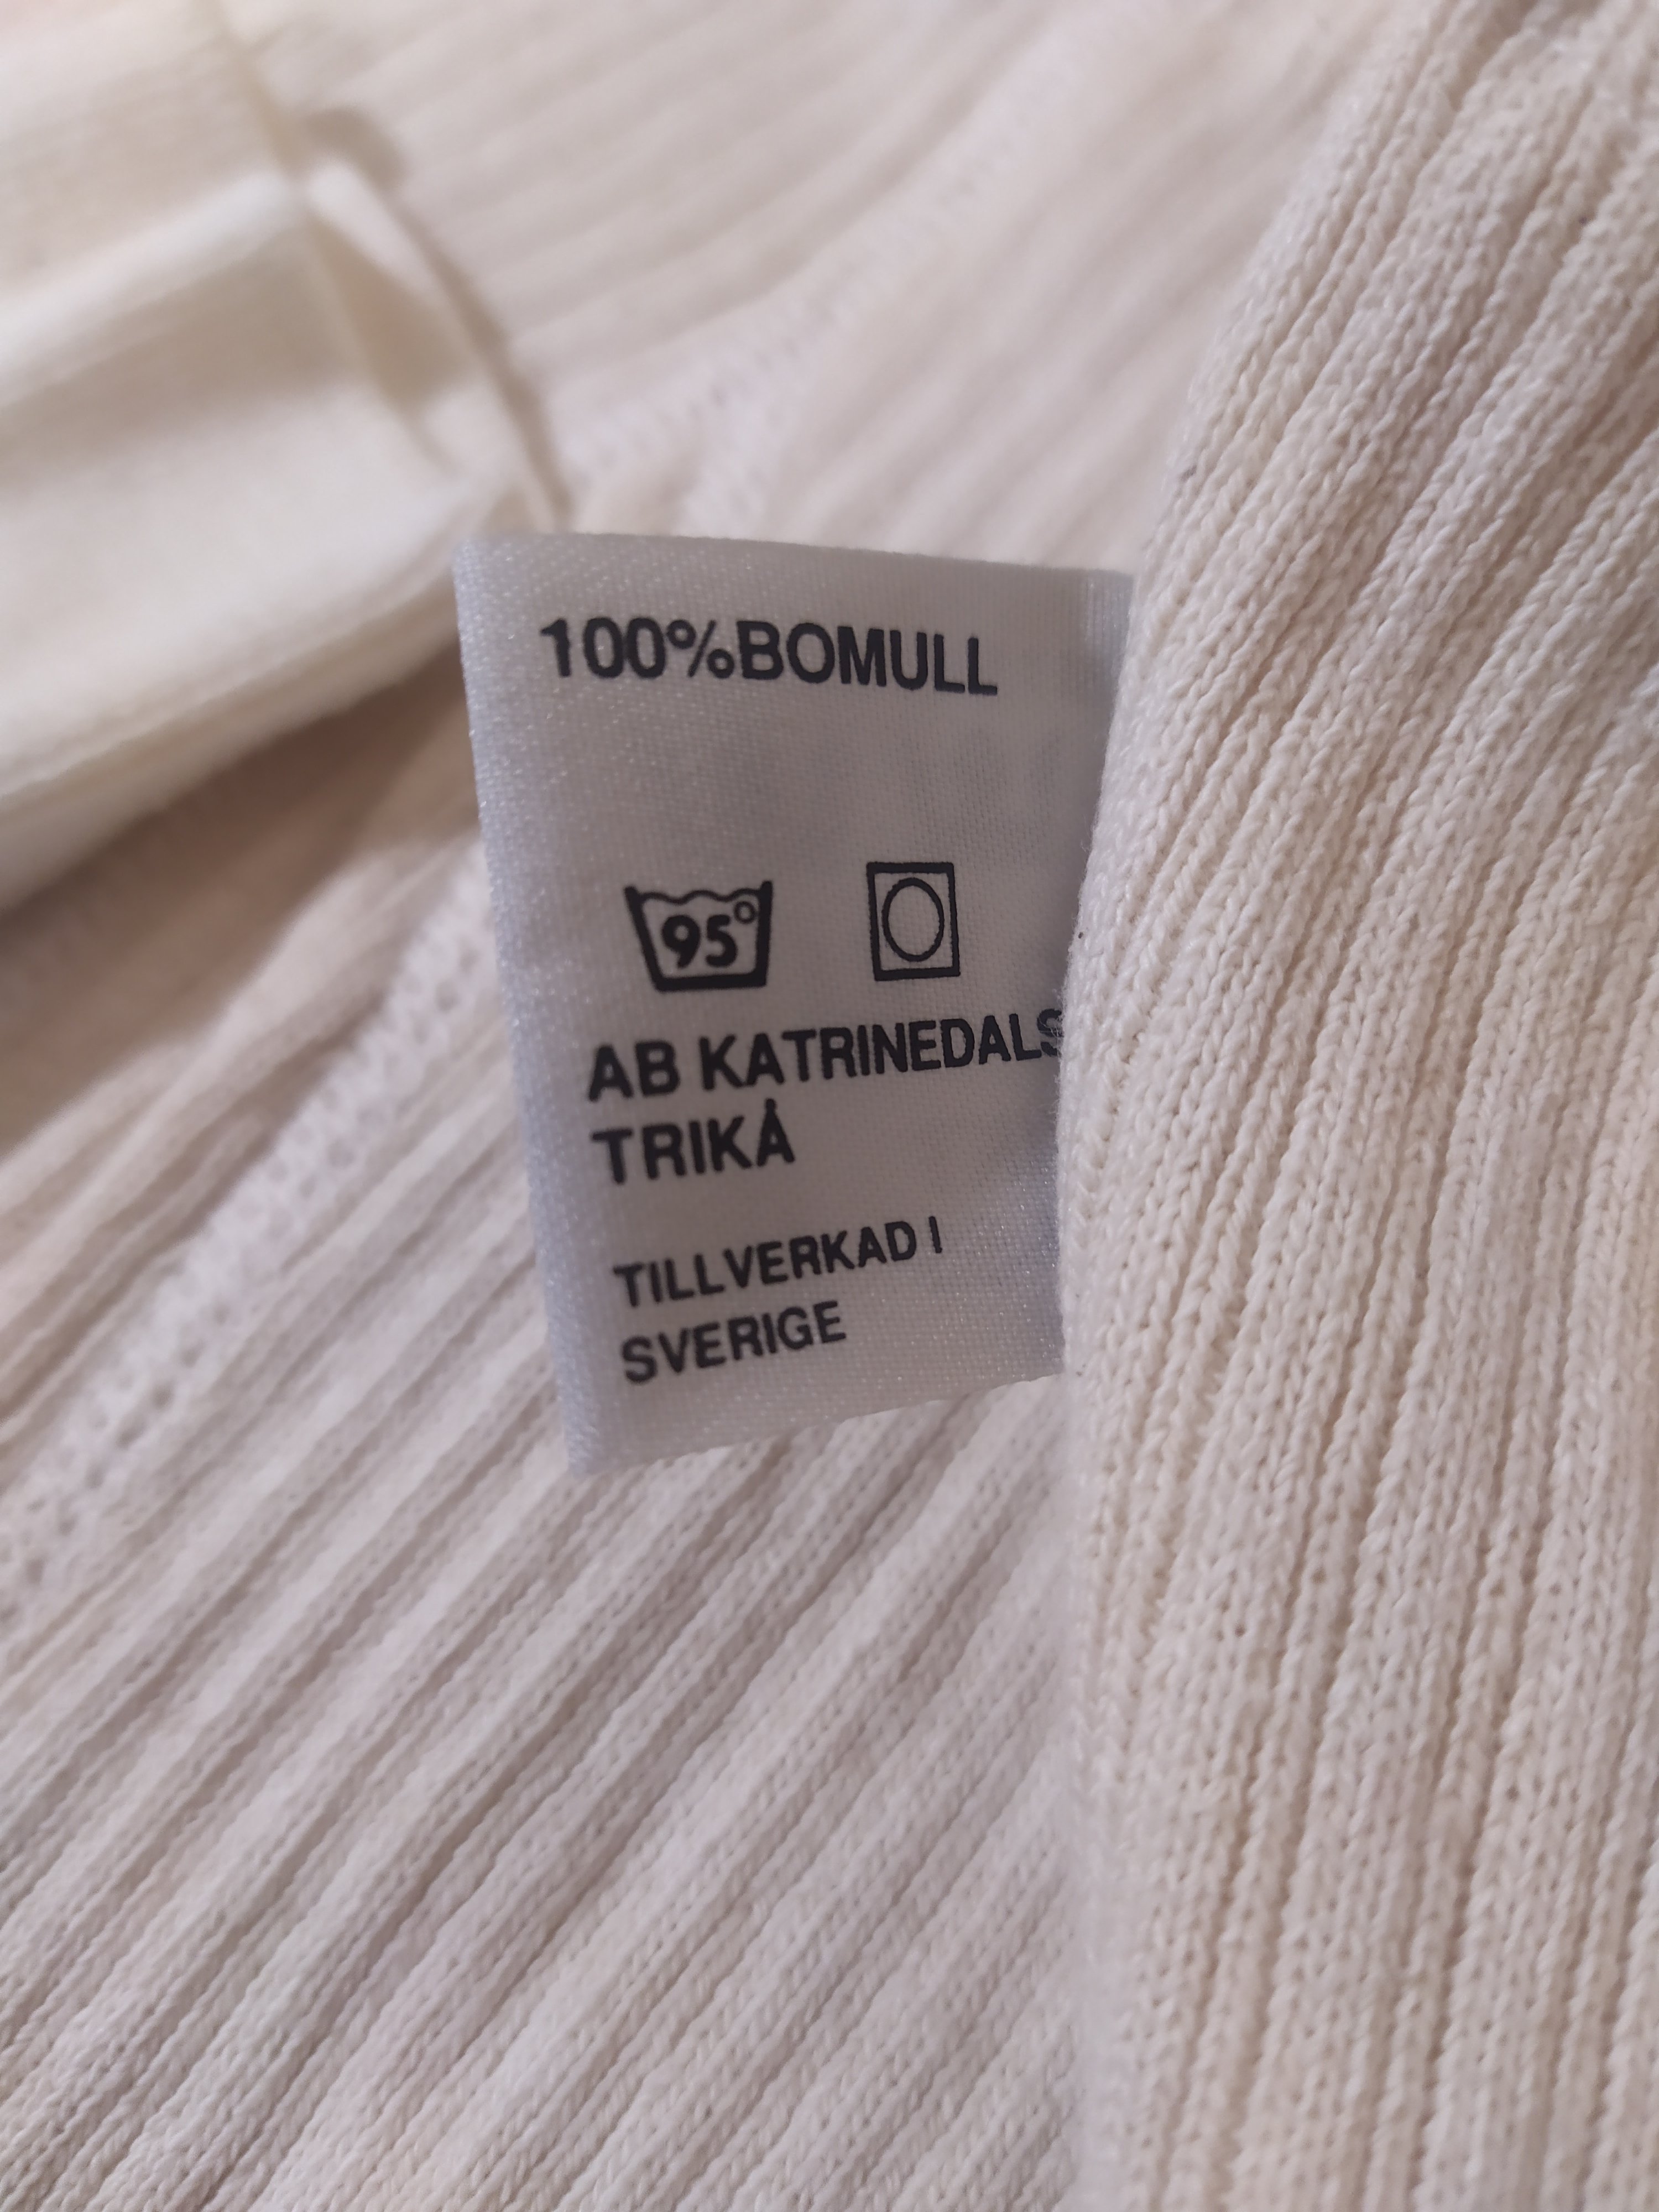 100%BOMULL
95°
AB KATRINEDALS
TRIKÅ
TILLVERKAD I
SVERIGE